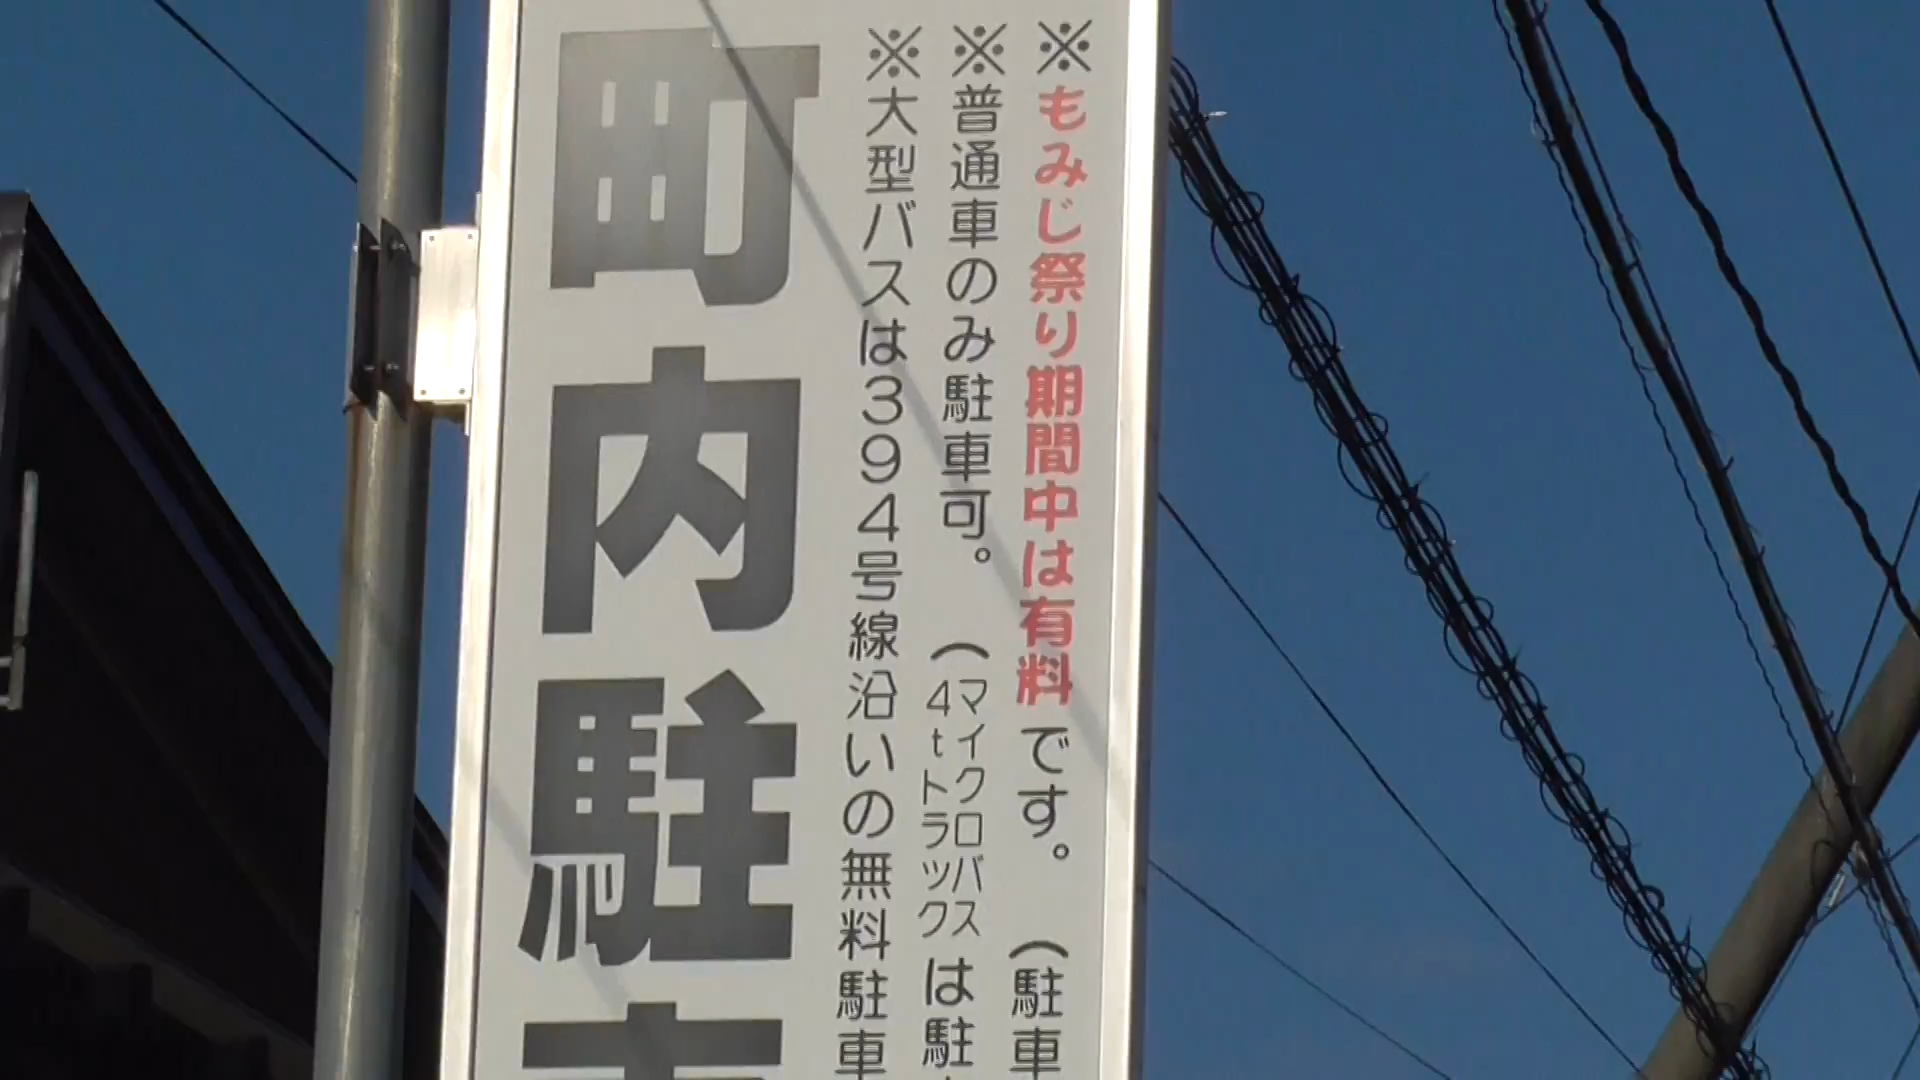 ※もみじ祭り期間中は有料です。（駐車
※普通車のみ駐車可。（マイクロバス
4tトラックは駐
※大型バスは394号線沿いの無料駐車
町内駐車